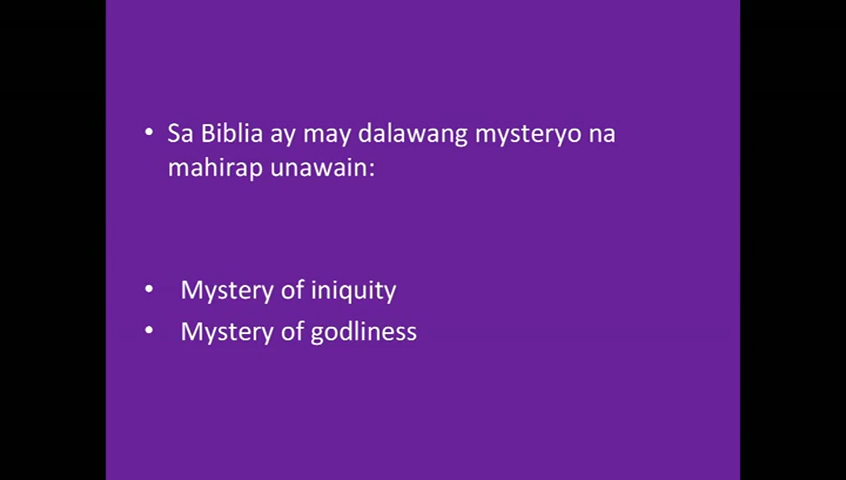 • Sa Biblia ay may dalawang mysteryo na
mahirap unawain:
• Mystery of iniquity
• Mystery of godliness